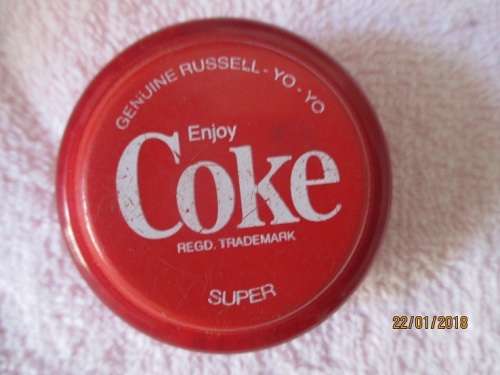 GENUINE RUSSELL - YO - YO
Enjoy
Coke
REGD. TRADEMARK
SUPER
22/01/2018